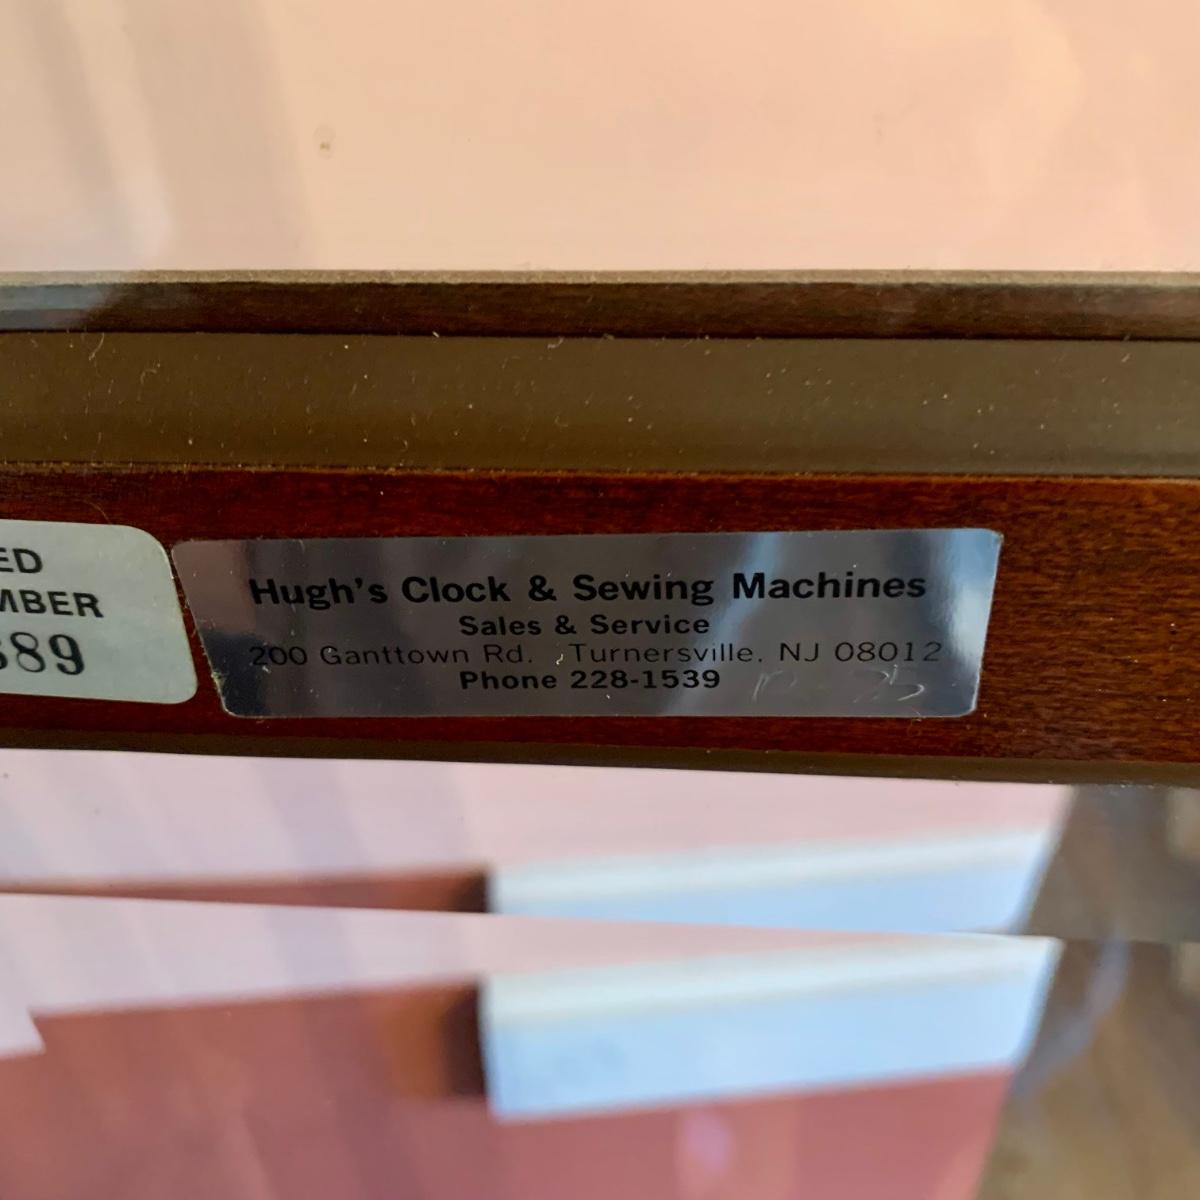 ED
MBER
389
Hugh's Clock & Sewing Machines
Sales & Service
200 Ganttown Rd. , Turnersville, NJ 08012
Phone 228-1539